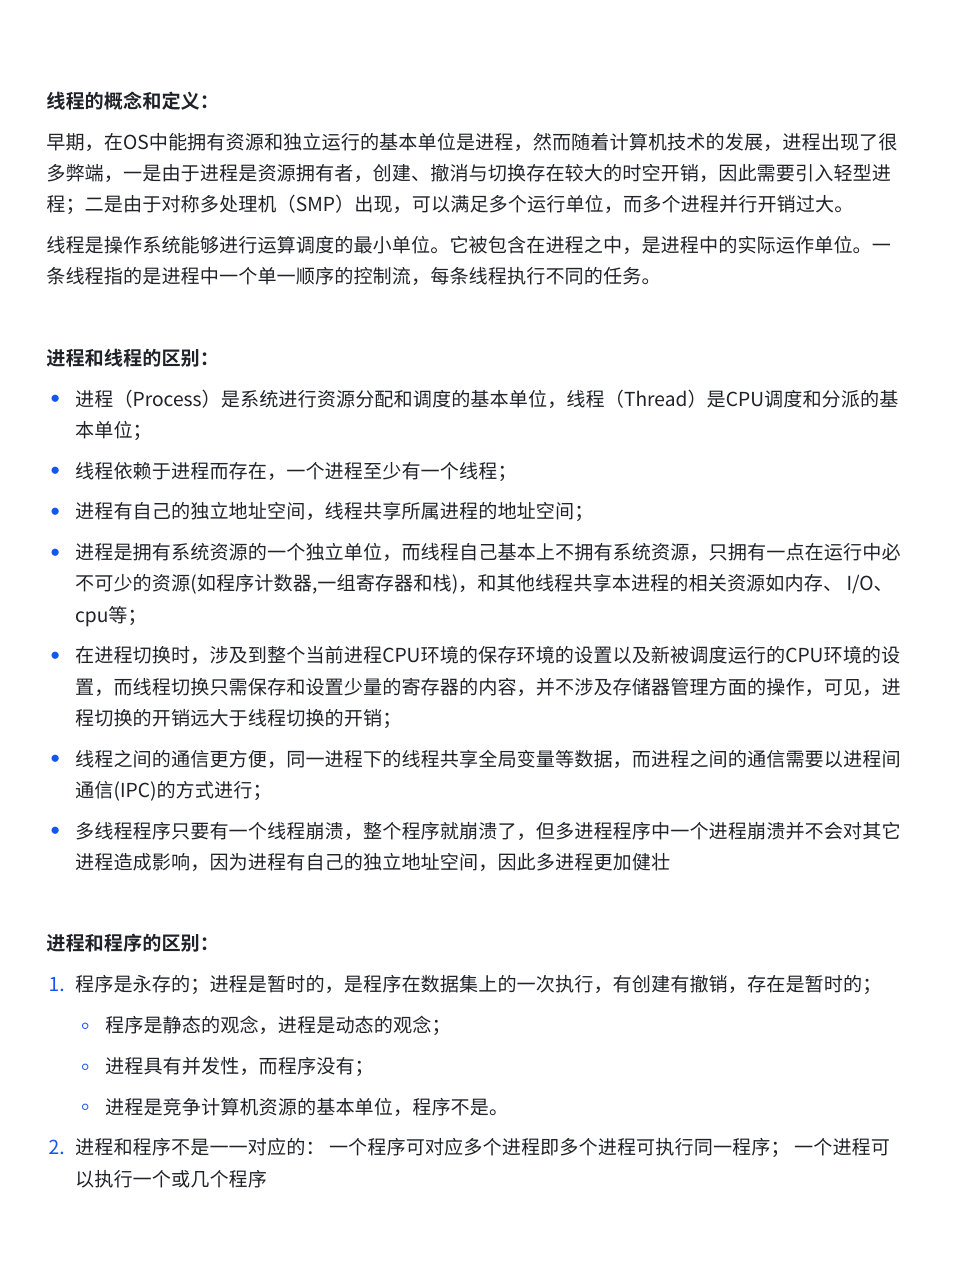 线程的概念和定义：
早期，在OS中能拥有资源和独立运行的基本单位是进程，然而随着计算机技术的发展，进程出现了很
多弊端，一是由于进程是资源拥有者，创建、撤消与切换存在较大的时空开销，因此需要引入轻型进
程；二是由于对称多处理机（SMP）出现，可以满足多个运行单位，而多个进程并行开销过大。
线程是操作系统能够进行运算调度的最小单位。它被包含在进程之中，是进程中的实际运作单位。一
条线程指的是进程中一个单一顺序的控制流，每条线程执行不同的任务。
进程和线程的区别：
• 进程（Process）是系统进行资源分配和调度的基本单位，线程（Thread）是CPU调度和分派的基
本单位；
• 线程依赖于进程而存在，一个进程至少有一个线程；
• 进程有自己的独立地址空间，线程共享所属进程的地址空间；
• 进程是拥有系统资源的一个独立单位，而线程自己基本上不拥有系统资源，只拥有一点在运行中必
不可少的资源(如程序计数器,一组寄存器和栈)，和其他线程共享本进程的相关资源如内存、 I/O、
cpu等；
• 在进程切换时，涉及到整个当前进程CPU环境的保存环境的设置以及新被调度运行的CPU环境的设
置，而线程切换只需保存和设置少量的寄存器的内容，并不涉及存储器管理方面的操作，可见，进
程切换的开销远大于线程切换的开销；
• 线程之间的通信更方便，同一进程下的线程共享全局变量等数据，而进程之间的通信需要以进程间
通信(IPC)的方式进行；
• 多线程程序只要有一个线程崩溃，整个程序就崩溃了，但多进程程序中一个进程崩溃并不会对其它
进程造成影响，因为进程有自己的独立地址空间，因此多进程更加健壮
进程和程序的区别：
1. 程序是永存的；进程是暂时的，是程序在数据集上的一次执行，有创建有撤销，存在是暂时的；
◦ 程序是静态的观念，进程是动态的观念；
◦ 进程具有并发性，而程序没有；
◦ 进程是竞争计算机资源的基本单位，程序不是。
2. 进程和程序不是一一对应的： 一个程序可对应多个进程即多个进程可执行同一程序； 一个进程可
以执行一个或几个程序